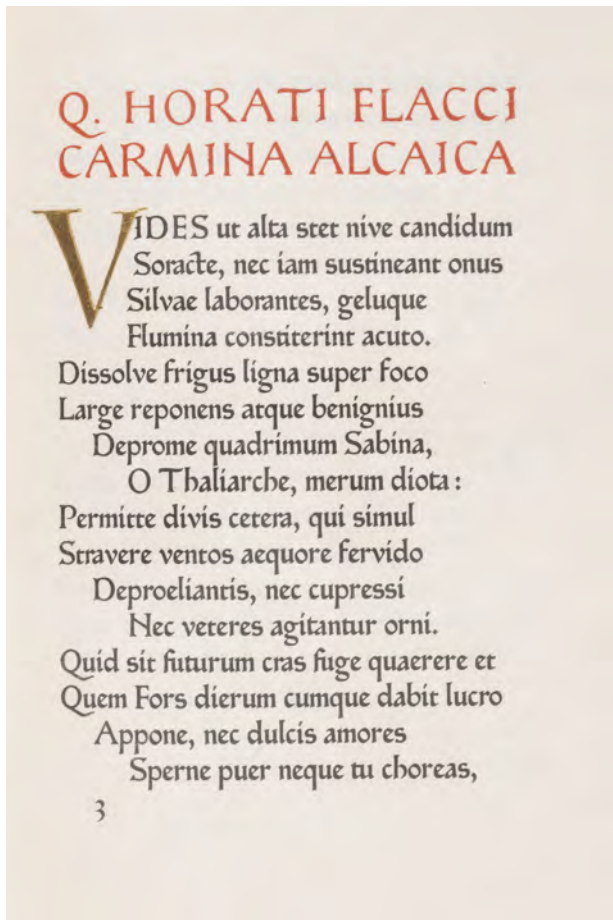 Q. HORATI FLACCI
CARMINA ALCAICA
VIDES ut alta stet nive candidum
Soracte, nec iam sustineant onus
Silvae laborantes, geluque
Flumina constiterint acuto.
Dissolve frigus ligna super foco
Large reponens atque benignius
Deprome quadrimum Sabina,
O Thaliarche, merum diota:
Permitte divis cetera, qui simul
Stravere ventos aequore fervido
Deproeliantis, nec cupressi
Nec veteres agitantur orni.
Quid sit futurum cras fuge quaerere et
Quem Fors dierum cumque dabit lucro
Appone, nec dulcis amores
Sperne puer neque tu choreas,
3